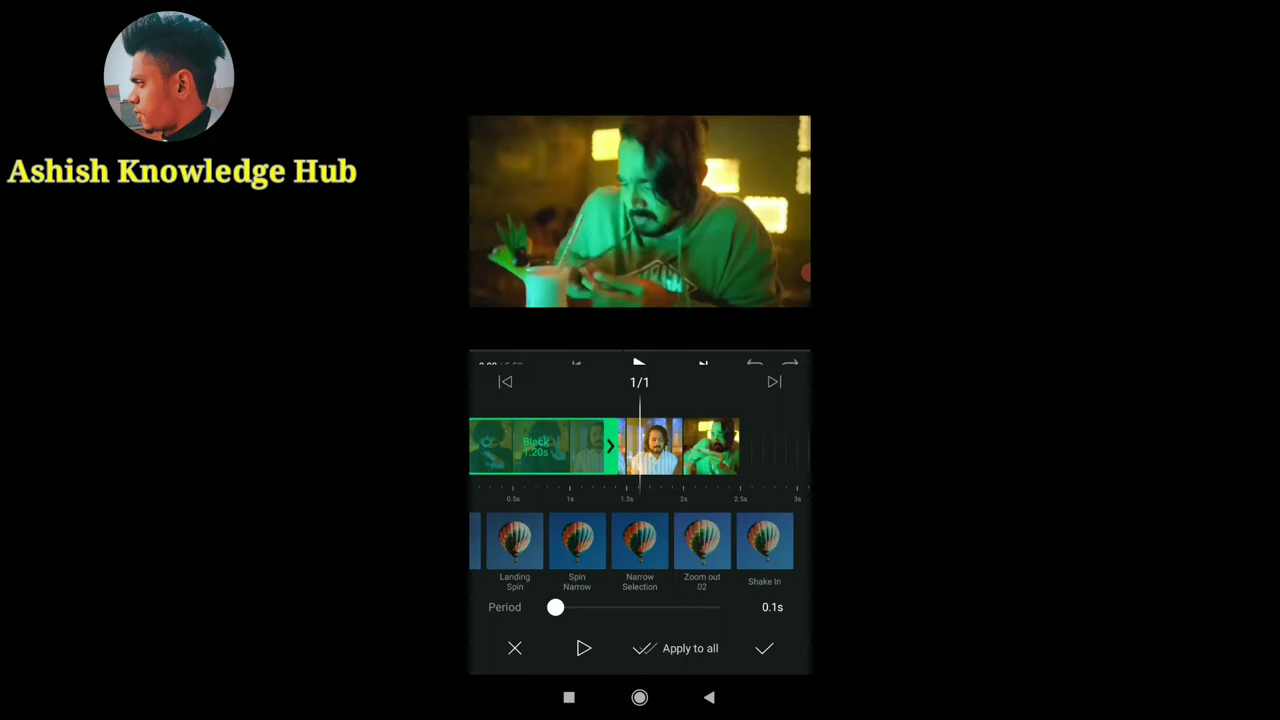 Ashish Knowledge Hub
1/1
Black
1.20s
0.5s 1s 1.5s 2s 2.5s 3s
Landing Spin
Spin Narrow
Narrow Selection
Zoom out 02
Shake In
Period 0.1s
Apply to all